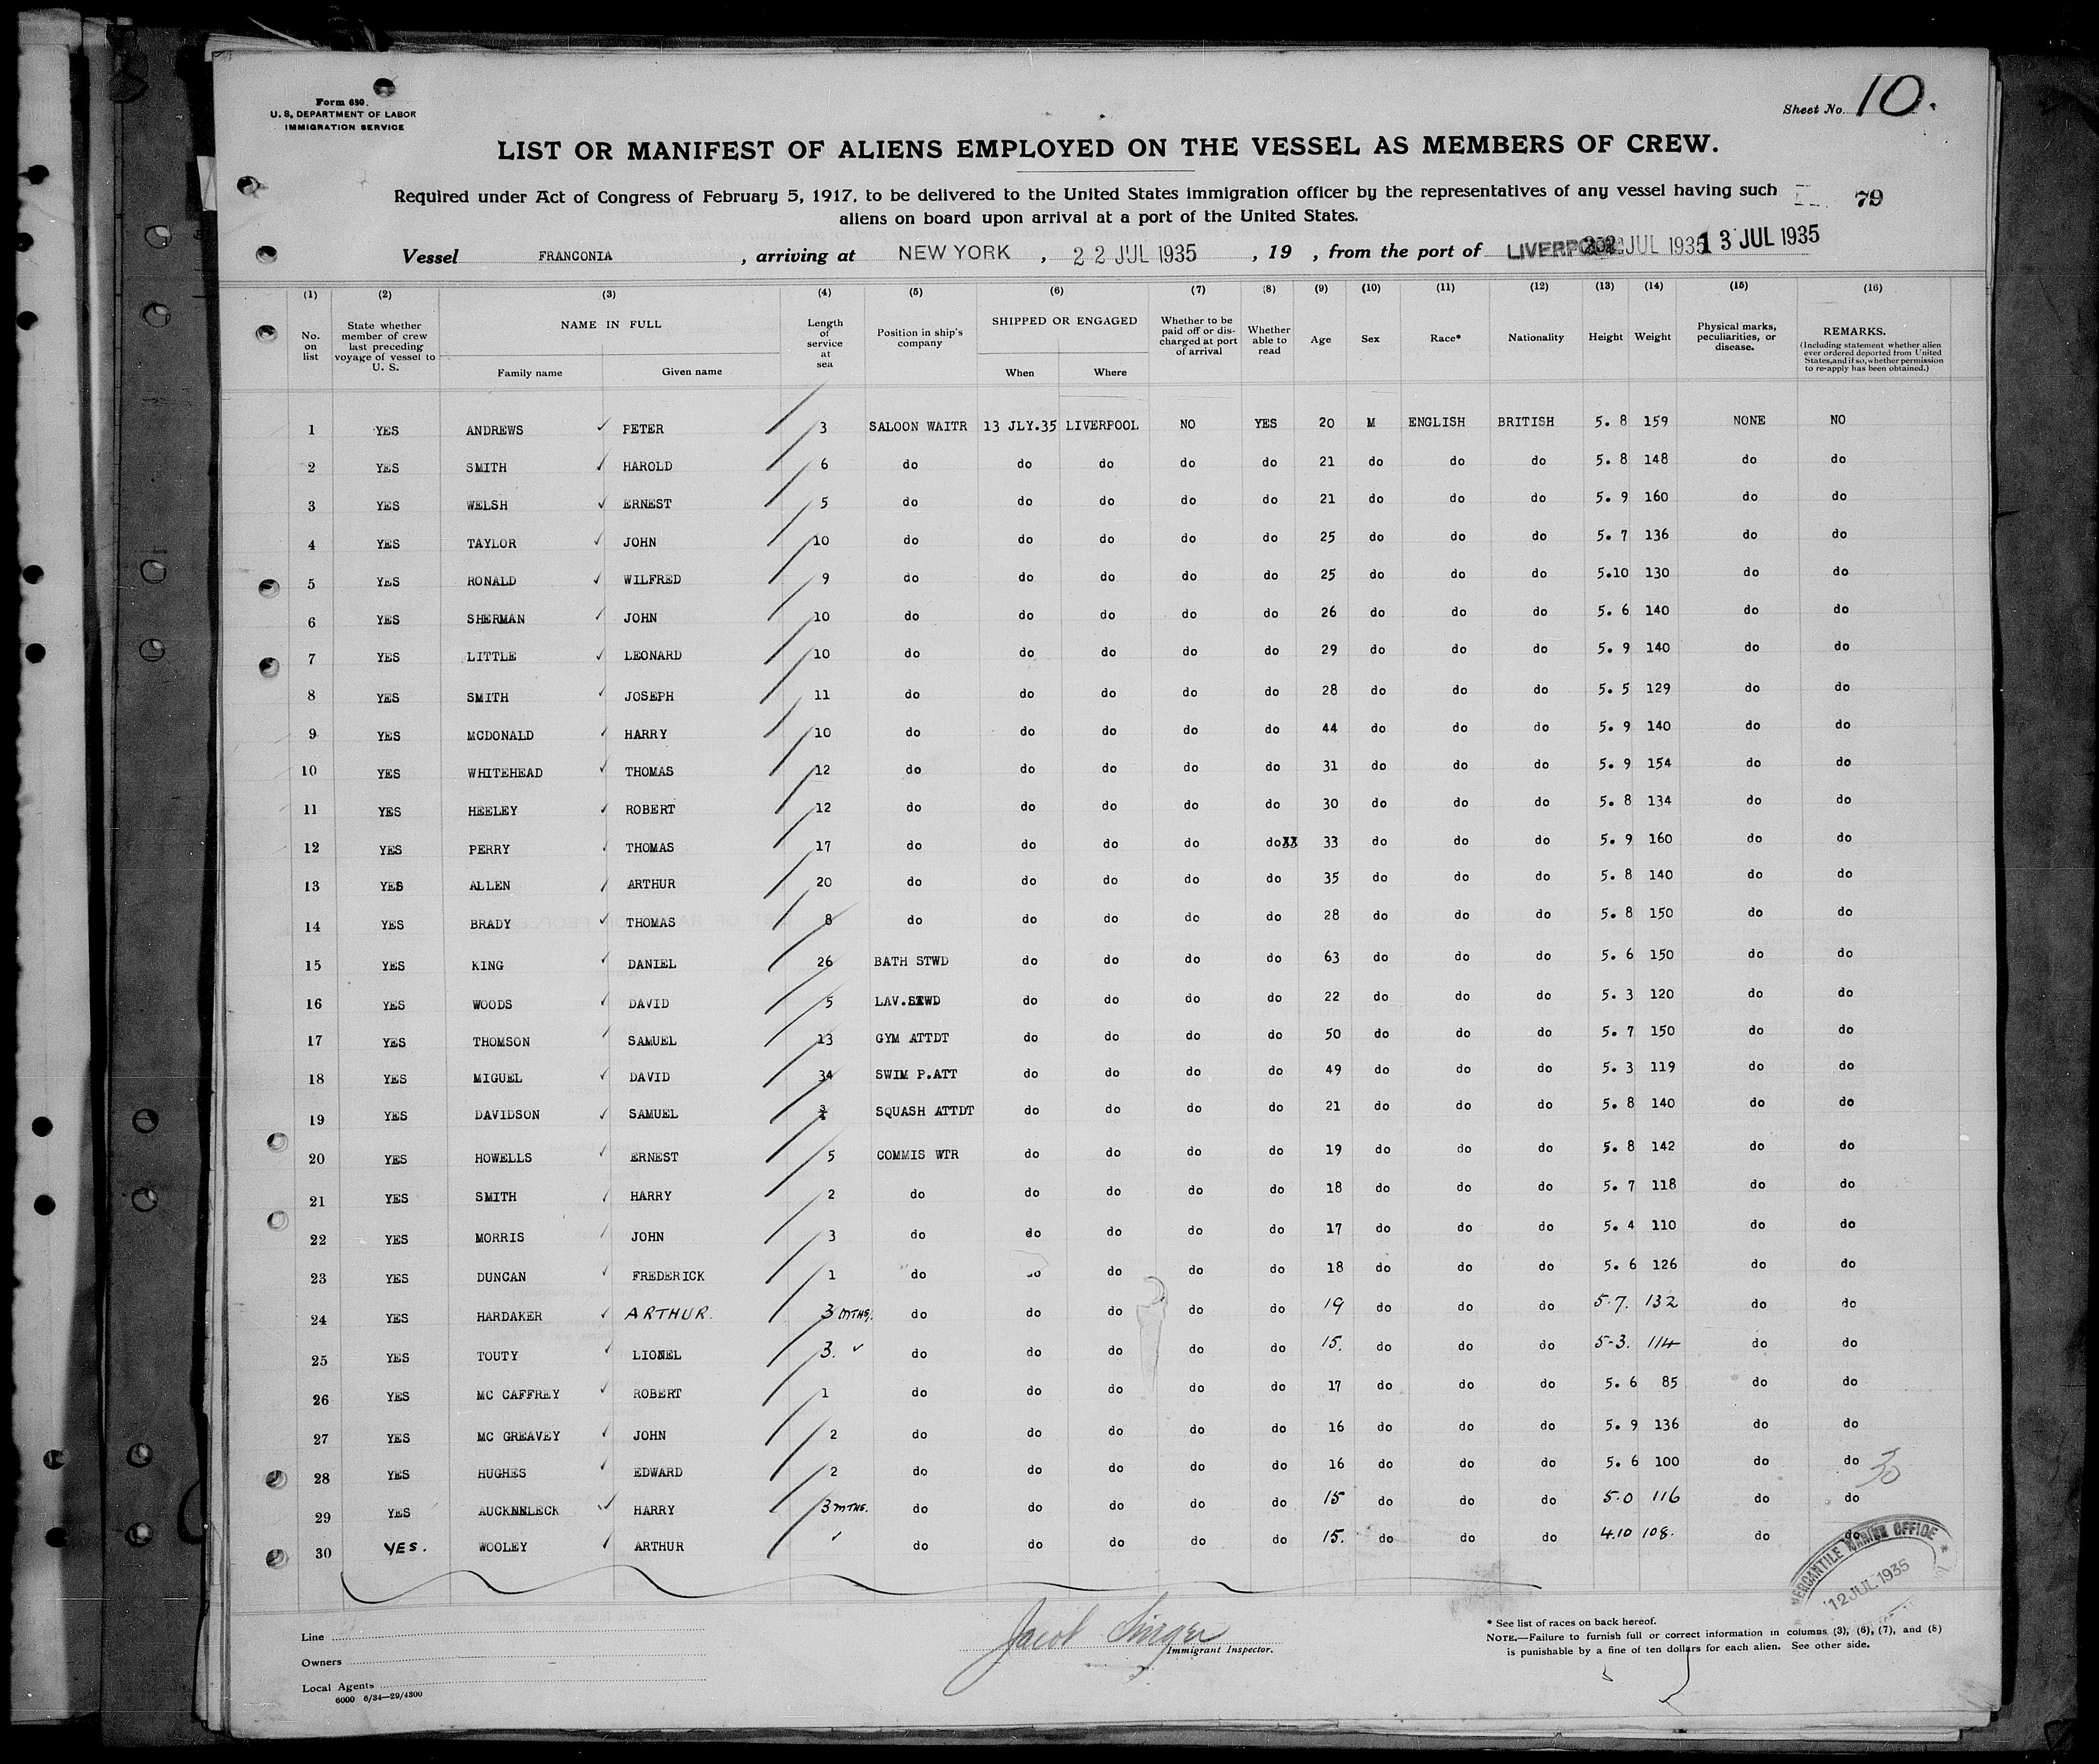 Form 680.
U. S. DEPARTMENT OF LABOR
IMMIGRATION SERVICE
Sheet No. 10.
LIST OR MANIFEST OF ALIENS EMPLOYED ON THE VESSEL AS MEMBERS OF CREW.
Required under Act of Congress of February 5, 1917, to be delivered to the United States immigration officer by the representatives of any vessel having such
aliens on board upon arrival at a port of the United States.
79
Vessel FRANCONIA , arriving at NEW YORK , 22 JUL 1935 , 19 , from the port of LIVERPOOL 22 JUL 1935 13 JUL 1935
(1) (2) (3) (4) (5) (6) (7) (8) (9) (10) (11) (12) (13) (14) (15) (16)
No. on list
State whether member of crew last preceding voyage of vessel to U. S.
NAME IN FULL
Family name
Given name
Length of service at sea
Position in ship's company
SHIPPED OR ENGAGED
When
Where
Whether to be paid off or discharged at port of arrival
Whether able to read
Age
Sex
Race*
Nationality
Height
Weight
Physical marks, peculiarities, or disease.
REMARKS.
(Including statement whether alien ever ordered deported from United States, and if so, whether permission to re-apply has been obtained.)
1 YES ANDREWS ✓ PETER 3 SALOON WAITR 13 JLY.35 LIVERPOOL NO YES 20 M ENGLISH BRITISH 5. 8 159 NONE NO
2 YES SMITH ✓ HAROLD 6 do do do do do 21 do do do 5. 8 148 do do
3 YES WELSH ✓ ERNEST 5 do do do do do 21 do do do 5. 9 160 do do
4 YES TAYLOR ✓ JOHN 10 do do do do do 25 do do do 5. 7 136 do do
5 YES RONALD ✓ WILFRED 9 do do do do do 25 do do do 5.10 130 do do
6 YES SHERMAN ✓ JOHN 10 do do do do do 26 do do do 5. 6 140 do do
7 YES LITTLE ✓ LEONARD 10 do do do do do 29 do do do 5. 9 140 do do
8 YES SMITH ✓ JOSEPH 11 do do do do do 28 do do do 5. 5 129 do do
9 YES MCDONALD ✓ HARRY 10 do do do do do 44 do do do 5. 9 140 do do
10 YES WHITEHEAD ✓ THOMAS 12 do do do do do 31 do do do 5. 9 154 do do
11 YES HEELEY ✓ ROBERT 12 do do do do do 30 do do do 5. 8 134 do do
12 YES PERRY ✓ THOMAS 17 do do do do do 33 do do do 5. 9 160 do do
13 YES ALLEN ✓ ARTHUR 20 do do do do do 35 do do do 5. 8 140 do do
14 YES BRADY ✓ THOMAS 8 do do do do do 28 do do do 5. 8 150 do do
15 YES KING ✓ DANIEL 26 BATH STWD do do do do 63 do do do 5. 6 150 do do
16 YES WOODS ✓ DAVID 5 LAV.STWD do do do do 22 do do do 5. 3 120 do do
17 YES THOMSON ✓ SAMUEL 13 GYM ATTDT do do do do 50 do do do 5. 7 150 do do
18 YES MIGUEL ✓ DAVID 34 SWIM P.ATT do do do do 49 do do do 5. 3 119 do do
19 YES DAVIDSON ✓ SAMUEL ¾ SQUASH ATTDT do do do do 21 do do do 5. 8 140 do do
20 YES HOWELLS ✓ ERNEST 5 COMMIS WTR do do do do 19 do do do 5. 8 142 do do
21 YES SMITH ✓ HARRY 2 do do do do do 18 do do do 5. 7 118 do do
22 YES MORRIS ✓ JOHN 3 do do do do do 17 do do do 5. 4 110 do do
23 YES DUNCAN ✓ FREDERICK 1 do do do do do 18 do do do 5. 6 126 do do
24 YES HARDAKER ✓ ARTHUR. 3 MTHS. do do do do do 19 do do do 5.7. 132 do do
25 YES TOUTY ✓ LIONEL 3. ✓ do do do do do 15. do do do 5-3. 114 do do
26 YES MC CAFFREY ✓ ROBERT 1 do do do do do 17 do do do 5. 6 85 do do
27 YES MC GREAVEY ✓ JOHN 2 do do do do do 16 do do do 5. 9 136 do do
28 YES HUGHES ✓ EDWARD 2 do do do do do 16 do do do 5. 6 100 do do
30
29 YES ✓ HARRY 3 MTHS. do do do do do 15 do do do 5.0 116 do do
30 YES. WOOLEY ✓ ARTHUR ✓ do do do do do 15. do do do 4.10 108. do do
MERCANTILE MARINE OFFICE
12 JUL 1935
Line
Owners
Local Agents
6000 6/34—29/4300
Jacob Singer
Immigrant Inspector.
* See list of races on back hereof.
NOTE.—Failure to furnish full or correct information in columns (3), (6), (7), and (8)
is punishable by a fine of ten dollars for each alien. See other side.